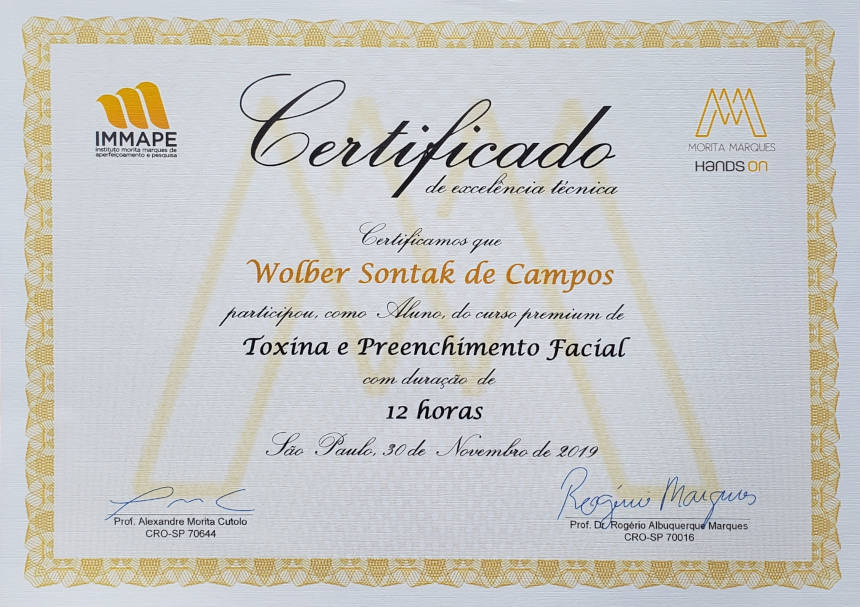 IMMAPE
instituto morita marques de
aperfeiçoamento e pesquisa
MORITA MARQUES
HANDS ON
Certificado
de excelência técnica
Certificamos que
Wolber Sontak de Campos
participou, como Aluno, do curso premium de
Toxina e Preenchimento Facial
com duração de
12 horas
São Paulo, 30 de Novembro de 2019
Prof. Alexandre Morita Cutolo
CRO-SP 70644
Rogério Marques
Prof. Dr. Rogério Albuquerque Marques
CRO-SP 70016